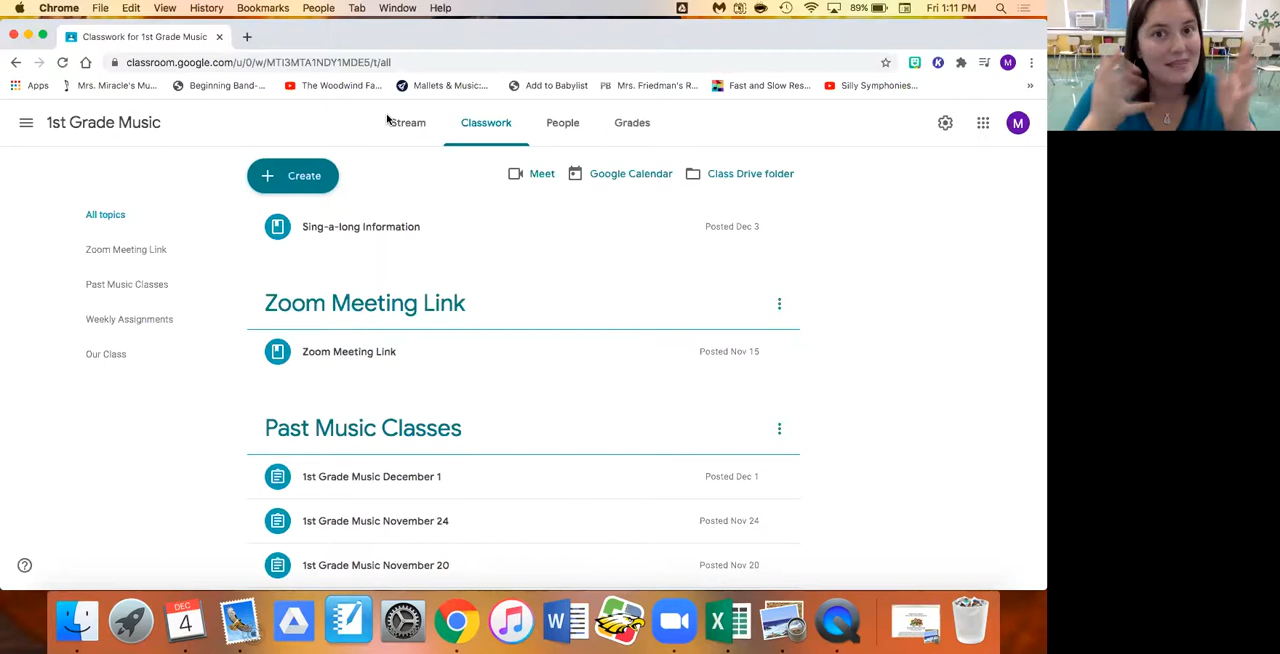 Chrome File Edit View History Bookmarks People Tab Window Help 89% Fri 1:11 PM
Classwork for 1st Grade Music
classroom.google.com/u/0/w/MTI3MTA1NDY1MDE5/t/all M
Apps Mrs. Miracle's Mu... Beginning Band-... The Woodwind Fa... Mallets & Music:... Add to Babylist PB Mrs. Friedman's R... Fast and Slow Res... Silly Symphonies... »
1st Grade Music Stream Classwork People Grades M
Create Meet Google Calendar Class Drive folder
All topics
Zoom Meeting Link
Past Music Classes
Weekly Assignments
Our Class
Sing-a-long Information Posted Dec 3
Zoom Meeting Link
Zoom Meeting Link Posted Nov 15
Past Music Classes
1st Grade Music December 1 Posted Dec 1
1st Grade Music November 24 Posted Nov 24
1st Grade Music November 20 Posted Nov 20
DEC
4
W X